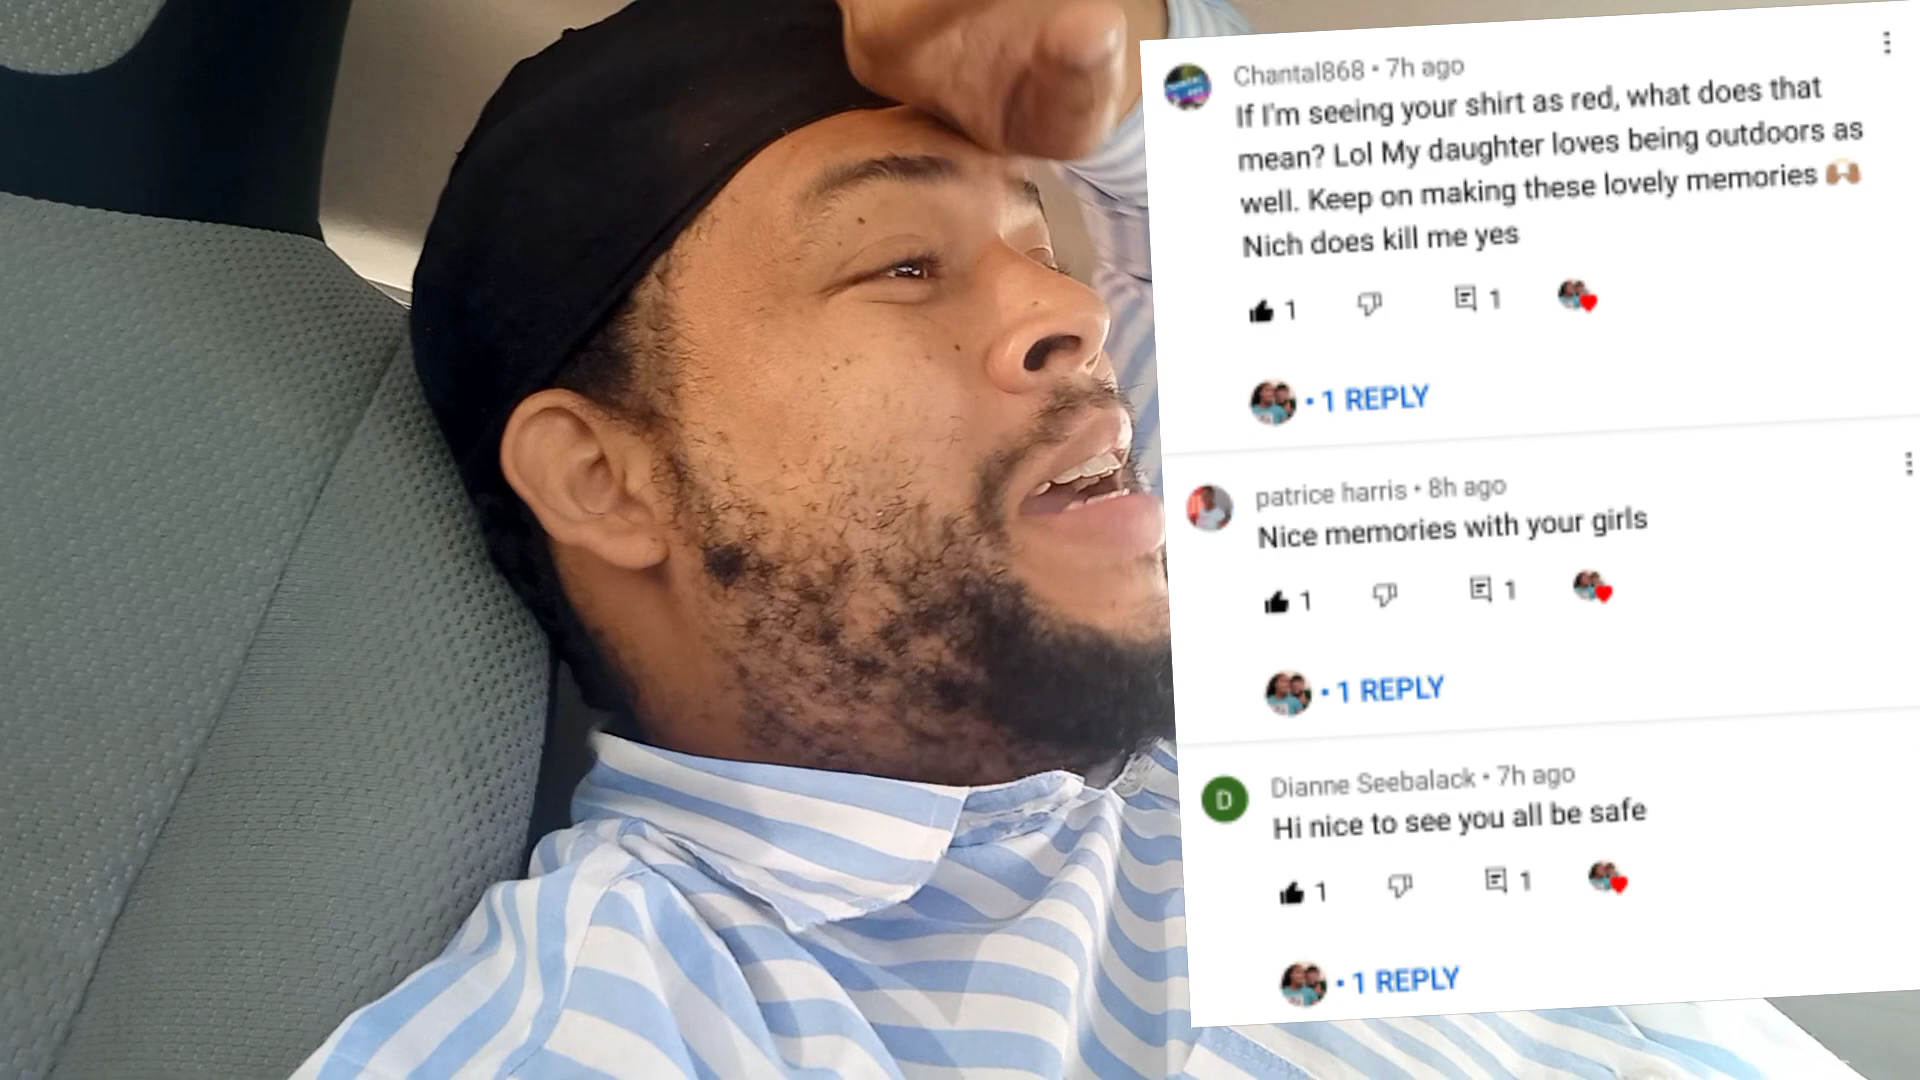 Chantal868 • 7h ago
If I'm seeing your shirt as red, what does that
mean? Lol My daughter loves being outdoors as
well. Keep on making these lovely memories 🙌🏽
Nich does kill me yes
1
1
• 1 REPLY
patrice harris • 8h ago
Nice memories with your girls
1
1
• 1 REPLY
D
Dianne Seebalack • 7h ago
Hi nice to see you all be safe
1
1
• 1 REPLY